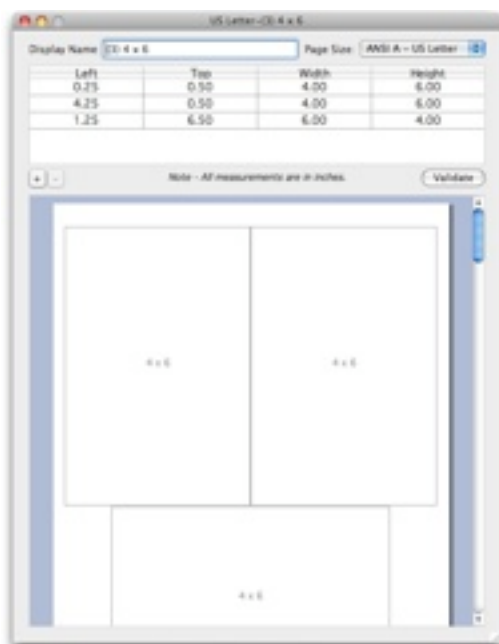 US Letter-(3) 4 x 6
Display Name: (3) 4 x 6 Page Size: ANSI A - US Letter
Left Top Width Height
0.25 0.50 4.00 6.00
4.25 0.50 4.00 6.00
1.25 6.50 6.00 4.00
+ - Note - All measurements are in inches. Validate
4 x 6 4 x 6
4 x 6